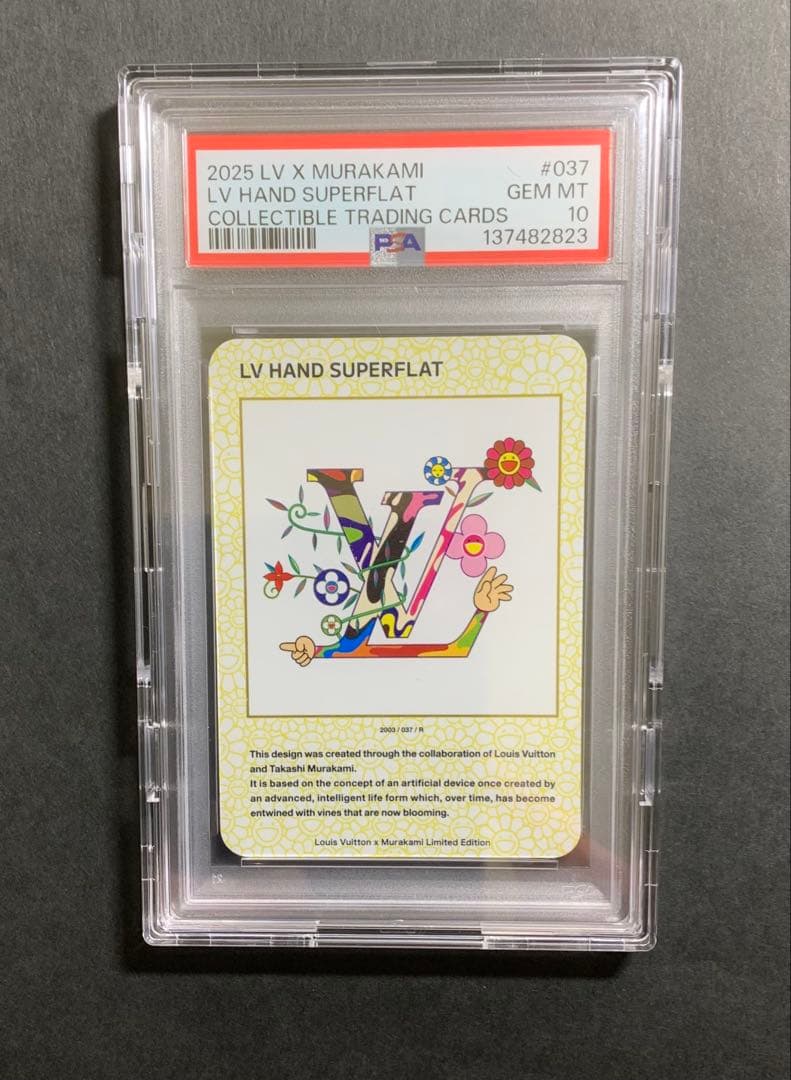 2025 LV X MURAKAMI #037
LV HAND SUPERFLAT GEM MT
COLLECTIBLE TRADING CARDS 10
PSA 137482823
LV HAND SUPERFLAT
2003 / 037 / R
This design was created through the collaboration of Louis Vuitton
and Takashi Murakami.
It is based on the concept of an artificial device once created by
an advanced, intelligent life form which, over time, has become
entwined with vines that are now blooming.
Louis Vuitton x Murakami Limited Edition